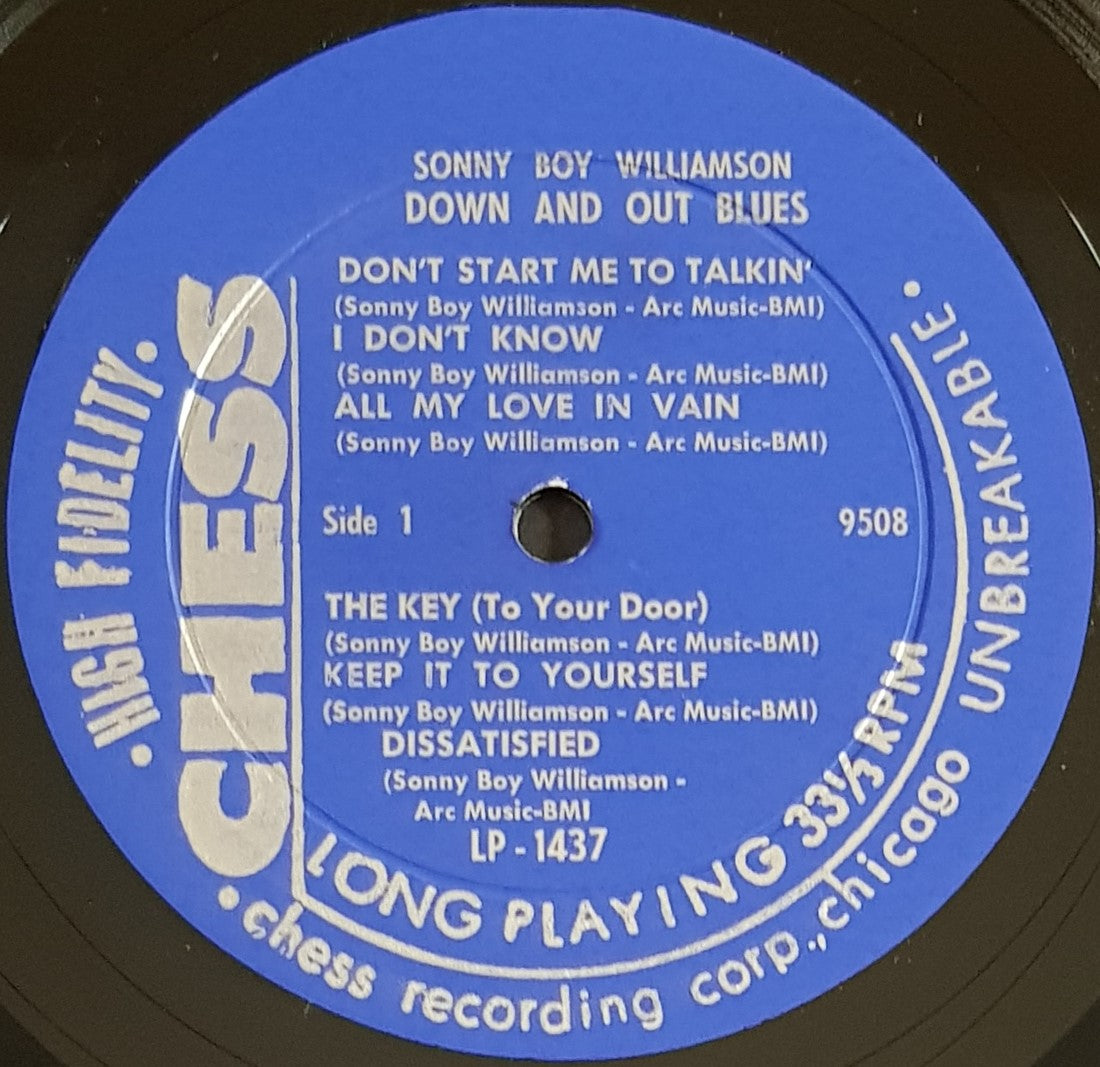 SONNY BOY WILLIAMSON
DOWN AND OUT BLUES
DON'T START ME TO TALKIN'
(Sonny Boy Williamson - Arc Music-BMI)
I DON'T KNOW
(Sonny Boy Williamson - Arc Music-BMI)
ALL MY LOVE IN VAIN
(Sonny Boy Williamson - Arc Music-BMI)
Side 1
9508
THE KEY (To Your Door)
(Sonny Boy Williamson - Arc Music-BMI)
KEEP IT TO YOURSELF
(Sonny Boy Williamson - Arc Music-BMI)
DISSATISFIED
(Sonny Boy Williamson -
Arc Music-BMI
LP - 1437
CHESS
• HIGH FIDELITY •
LONG PLAYING 33⅓ RPM
• chess recording corp., chicago UNBREAKABLE •